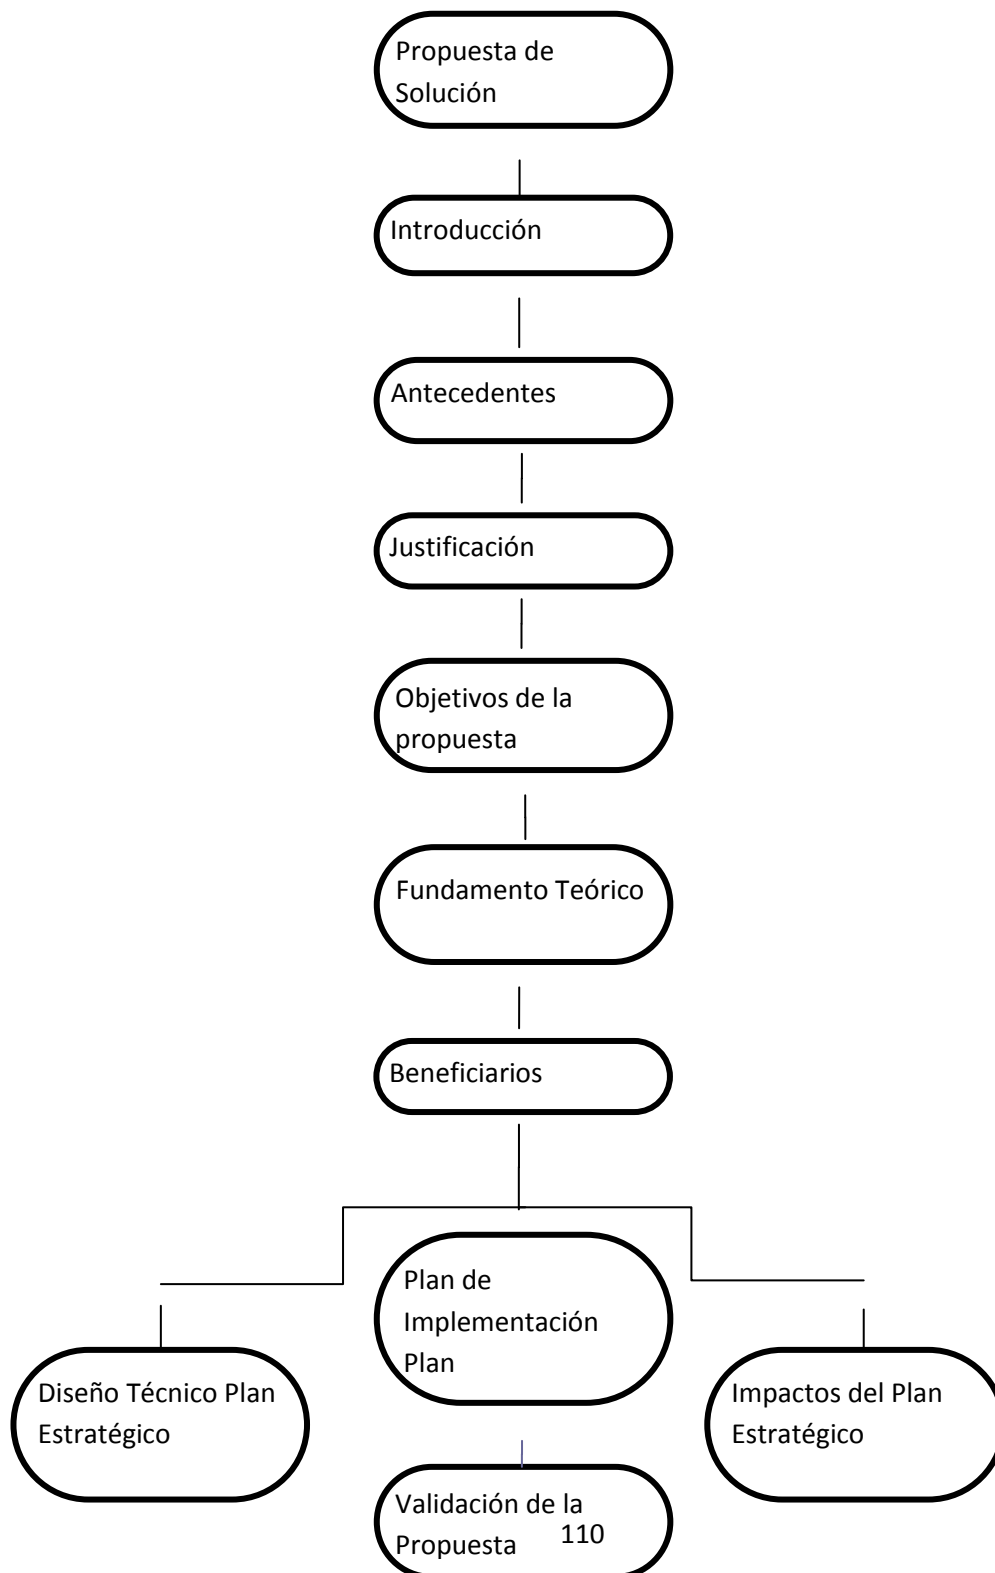 Propuesta de
Solución
Introducción
Antecedentes
Justificación
Objetivos de la
propuesta
Fundamento Teórico
Beneficiarios
Plan de
Implementación
Plan
Diseño Técnico Plan
Estratégico
Impactos del Plan
Estratégico
Validación de la
Propuesta
110